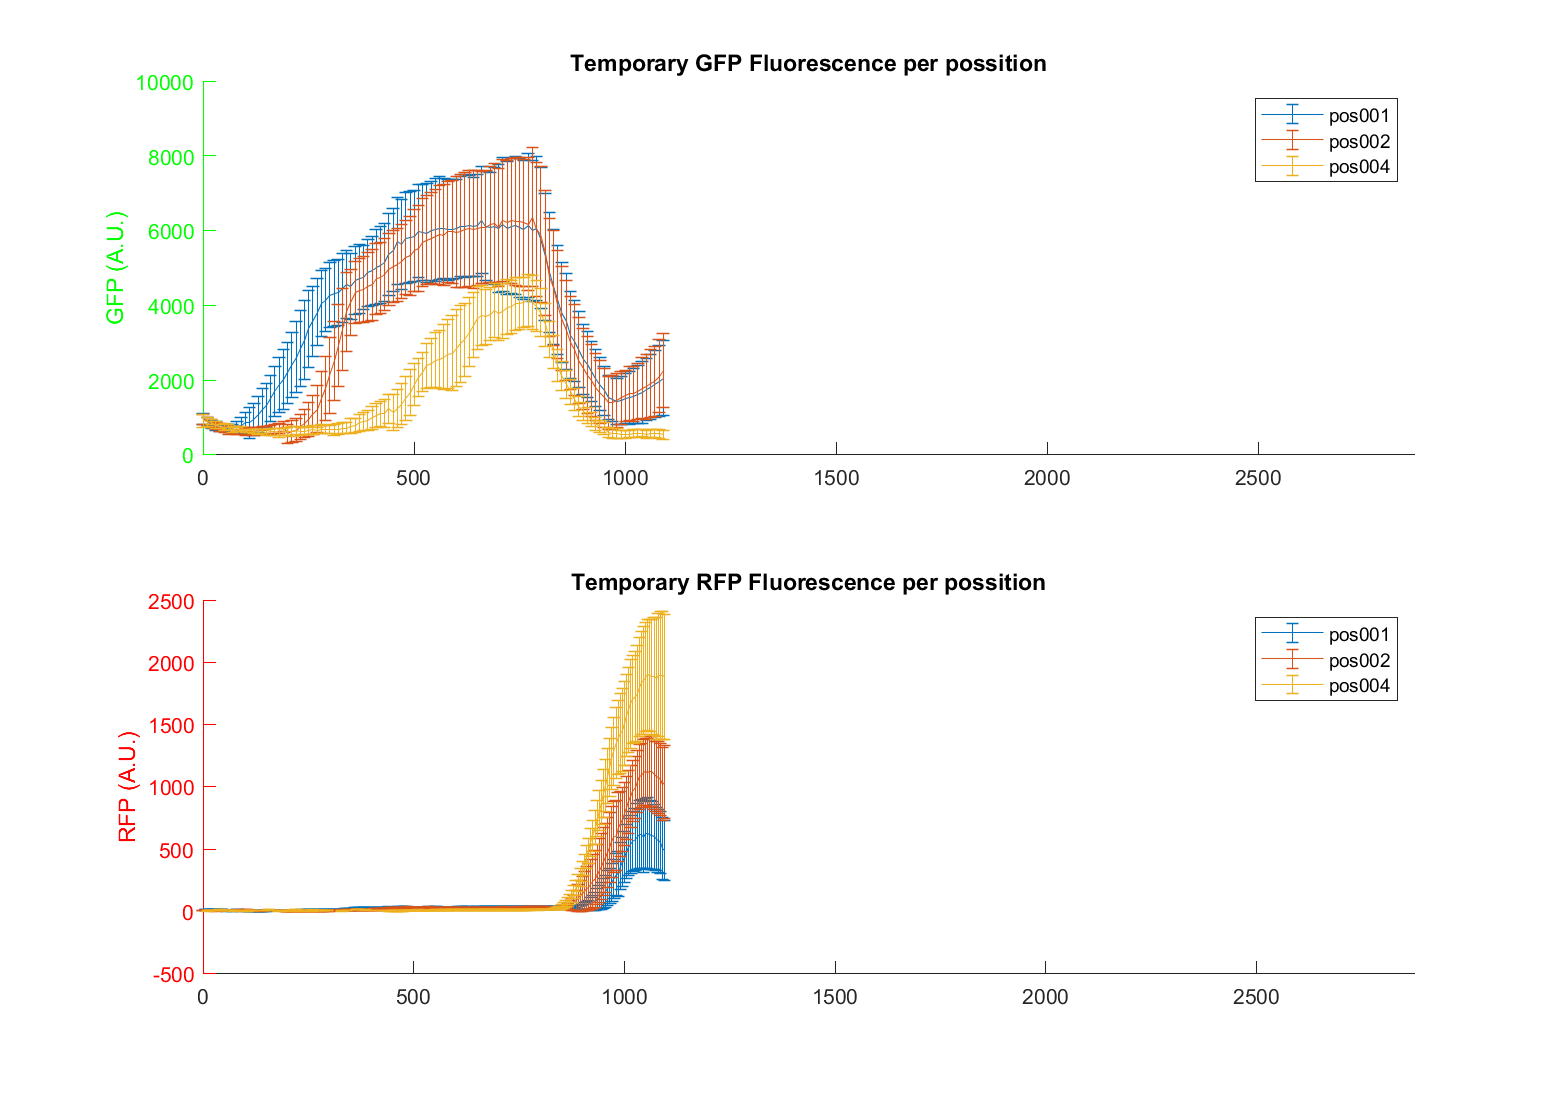 Temporary GFP Fluorescence per possition
10000
8000
6000
4000
2000
0
GFP (A.U.)
pos001
pos002
pos004
0 500 1000 1500 2000 2500
Temporary RFP Fluorescence per possition
2500
2000
1500
1000
500
0
-500
RFP (A.U.)
pos001
pos002
pos004
0 500 1000 1500 2000 2500